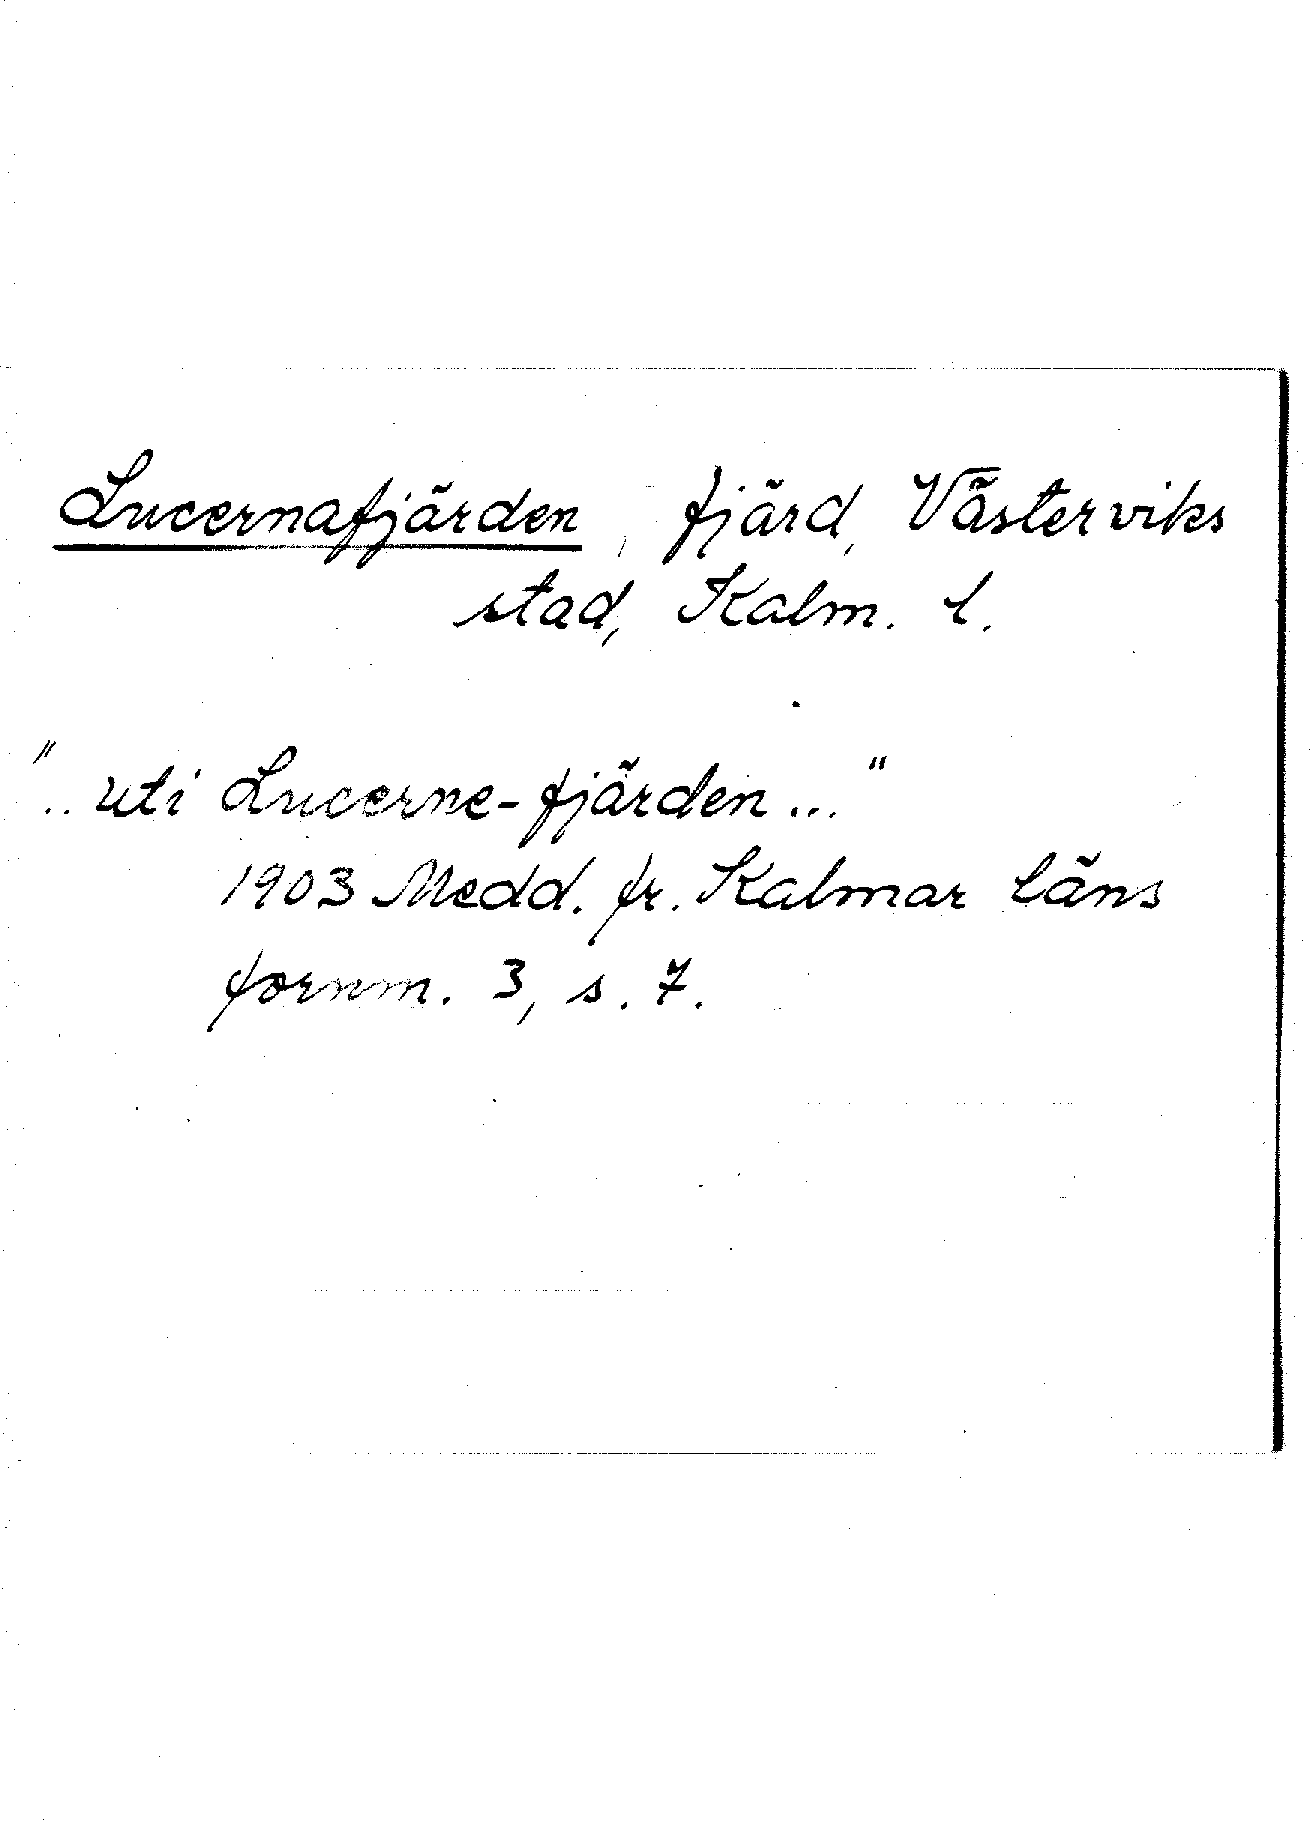 Lucernafjärden, fjärd, Västerviks
stad, Kalm. l.
"..uti Lucerne-fjärden..."
1903 Medd. fr. Kalmar läns
fornm. 3, s. 7.